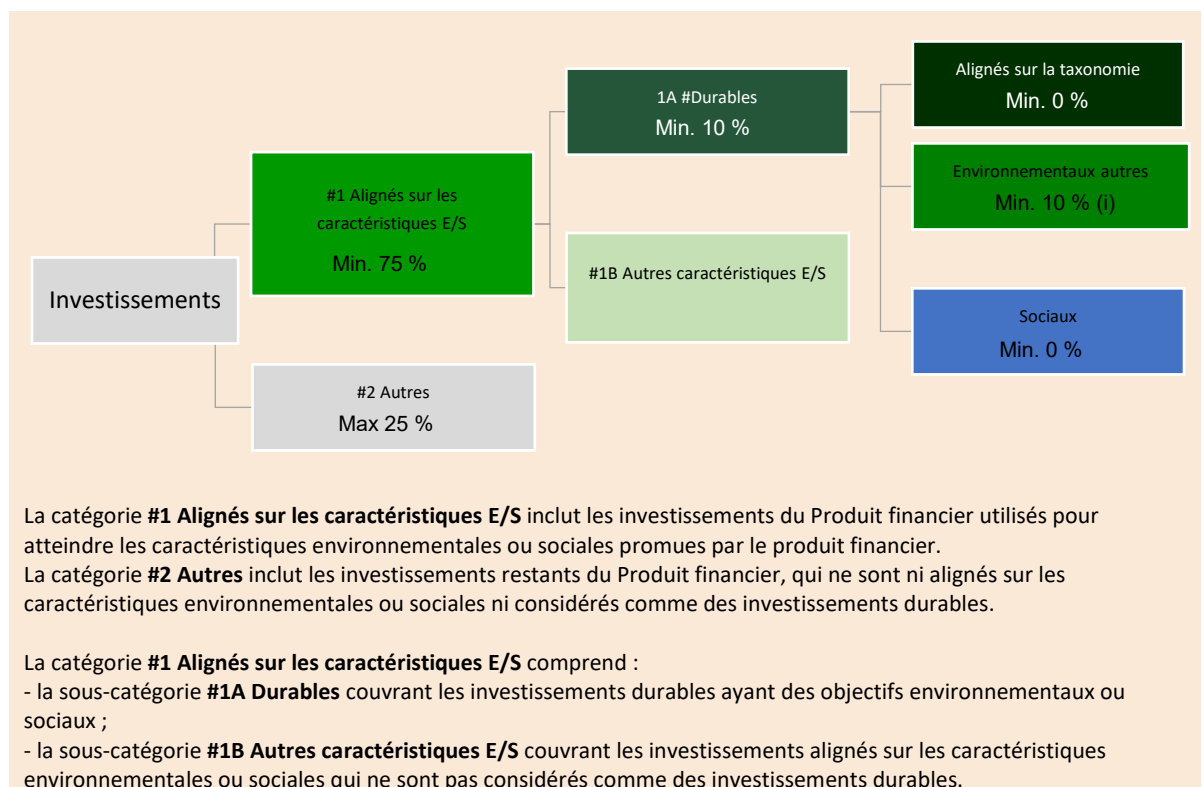 Investissements
#1 Alignés sur les
caractéristiques E/S
Min. 75 %
#2 Autres
Max 25 %
1A #Durables
Min. 10 %
#1B Autres caractéristiques E/S
Alignés sur la taxonomie
Min. 0 %
Environnementaux autres
Min. 10 % (i)
Sociaux
Min. 0 %
La catégorie #1 Alignés sur les caractéristiques E/S inclut les investissements du Produit financier utilisés pour
atteindre les caractéristiques environnementales ou sociales promues par le produit financier.
La catégorie #2 Autres inclut les investissements restants du Produit financier, qui ne sont ni alignés sur les
caractéristiques environnementales ou sociales ni considérés comme des investissements durables.
La catégorie #1 Alignés sur les caractéristiques E/S comprend :
- la sous-catégorie #1A Durables couvrant les investissements durables ayant des objectifs environnementaux ou
sociaux ;
- la sous-catégorie #1B Autres caractéristiques E/S couvrant les investissements alignés sur les caractéristiques
environnementales ou sociales qui ne sont pas considérés comme des investissements durables.